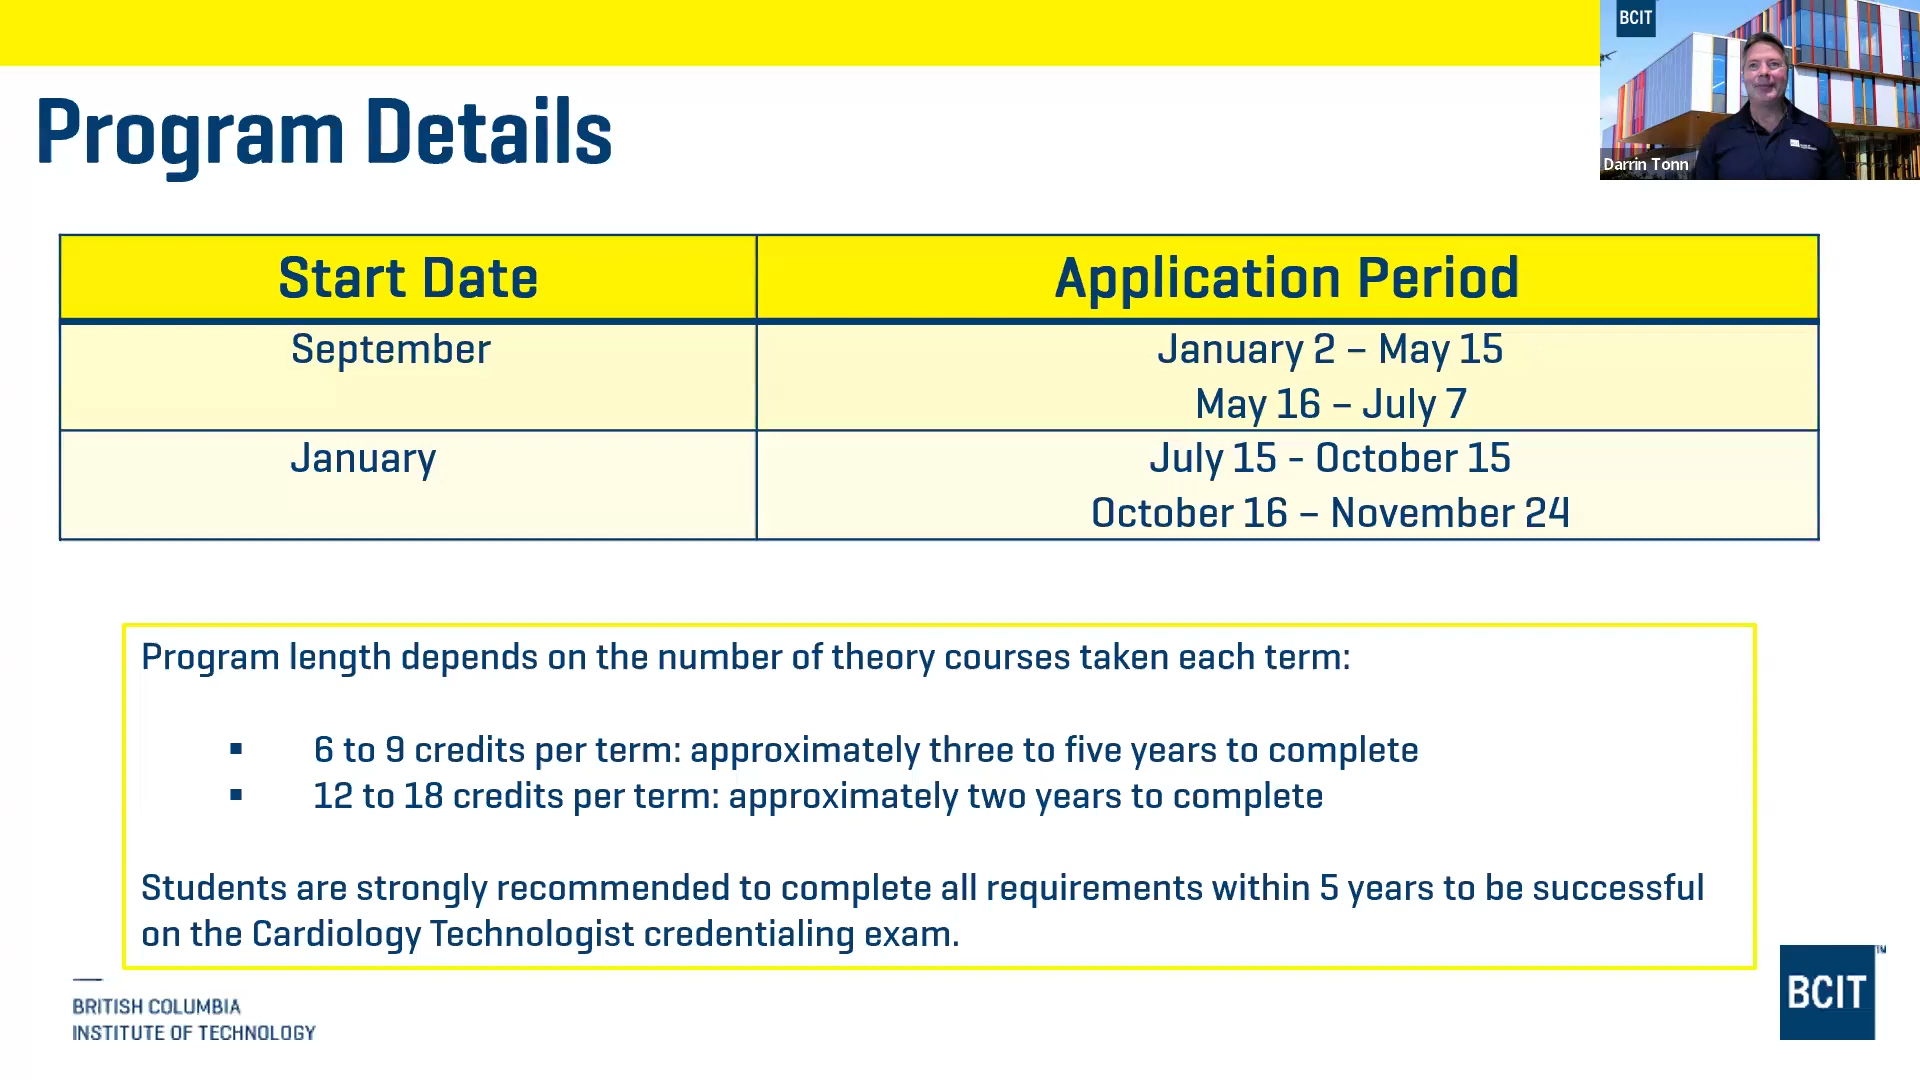 BCIT
Darrin Tonn
Program Details
Start Date
Application Period
September
January 2 – May 15
May 16 – July 7
January
July 15 - October 15
October 16 – November 24
Program length depends on the number of theory courses taken each term:
▪ 6 to 9 credits per term: approximately three to five years to complete
▪ 12 to 18 credits per term: approximately two years to complete
Students are strongly recommended to complete all requirements within 5 years to be successful
on the Cardiology Technologist credentialing exam.
BRITISH COLUMBIA
INSTITUTE OF TECHNOLOGY
BCIT™